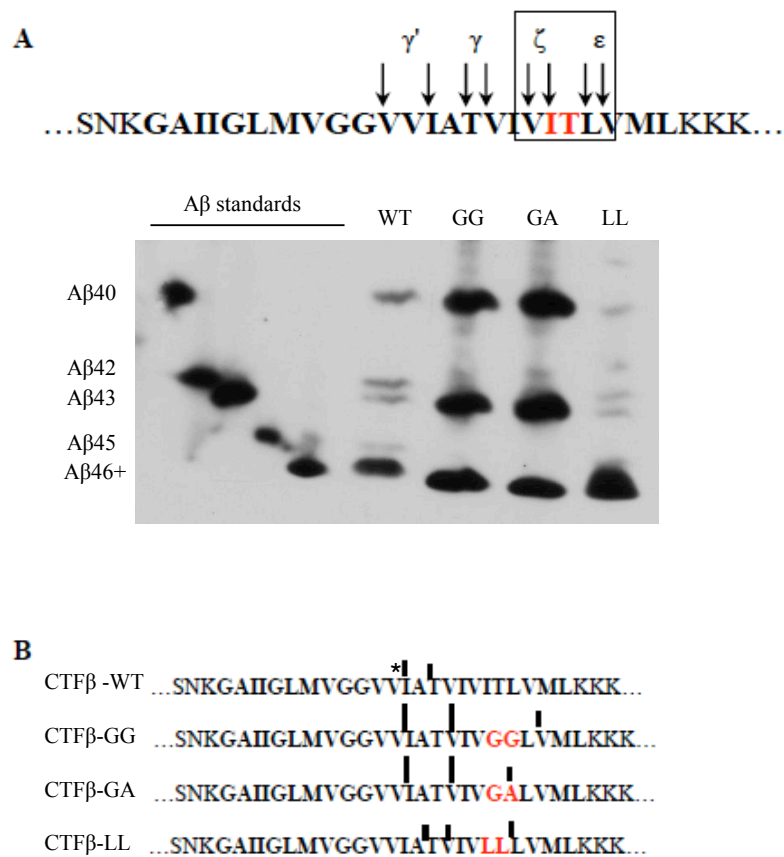 A
γ' γ ζ ε
...SNKGAIIGLMVGGVVIATVIVITLVMLKKK...
Aβ standards WT GG GA LL
Aβ40
Aβ42
Aβ43
Aβ45
Aβ46+
B
*
CTFβ -WT ...SNKGAIIGLMVGGVVIATVIVITLVMLKKK...
CTFβ-GG ...SNKGAIIGLMVGGVVIATVIVGGLVMLKKK...
CTFβ-GA ...SNKGAIIGLMVGGVVIATVIVGALVMLKKK...
CTFβ-LL ...SNKGAIIGLMVGGVVIATVIVLLLVMLKKK...